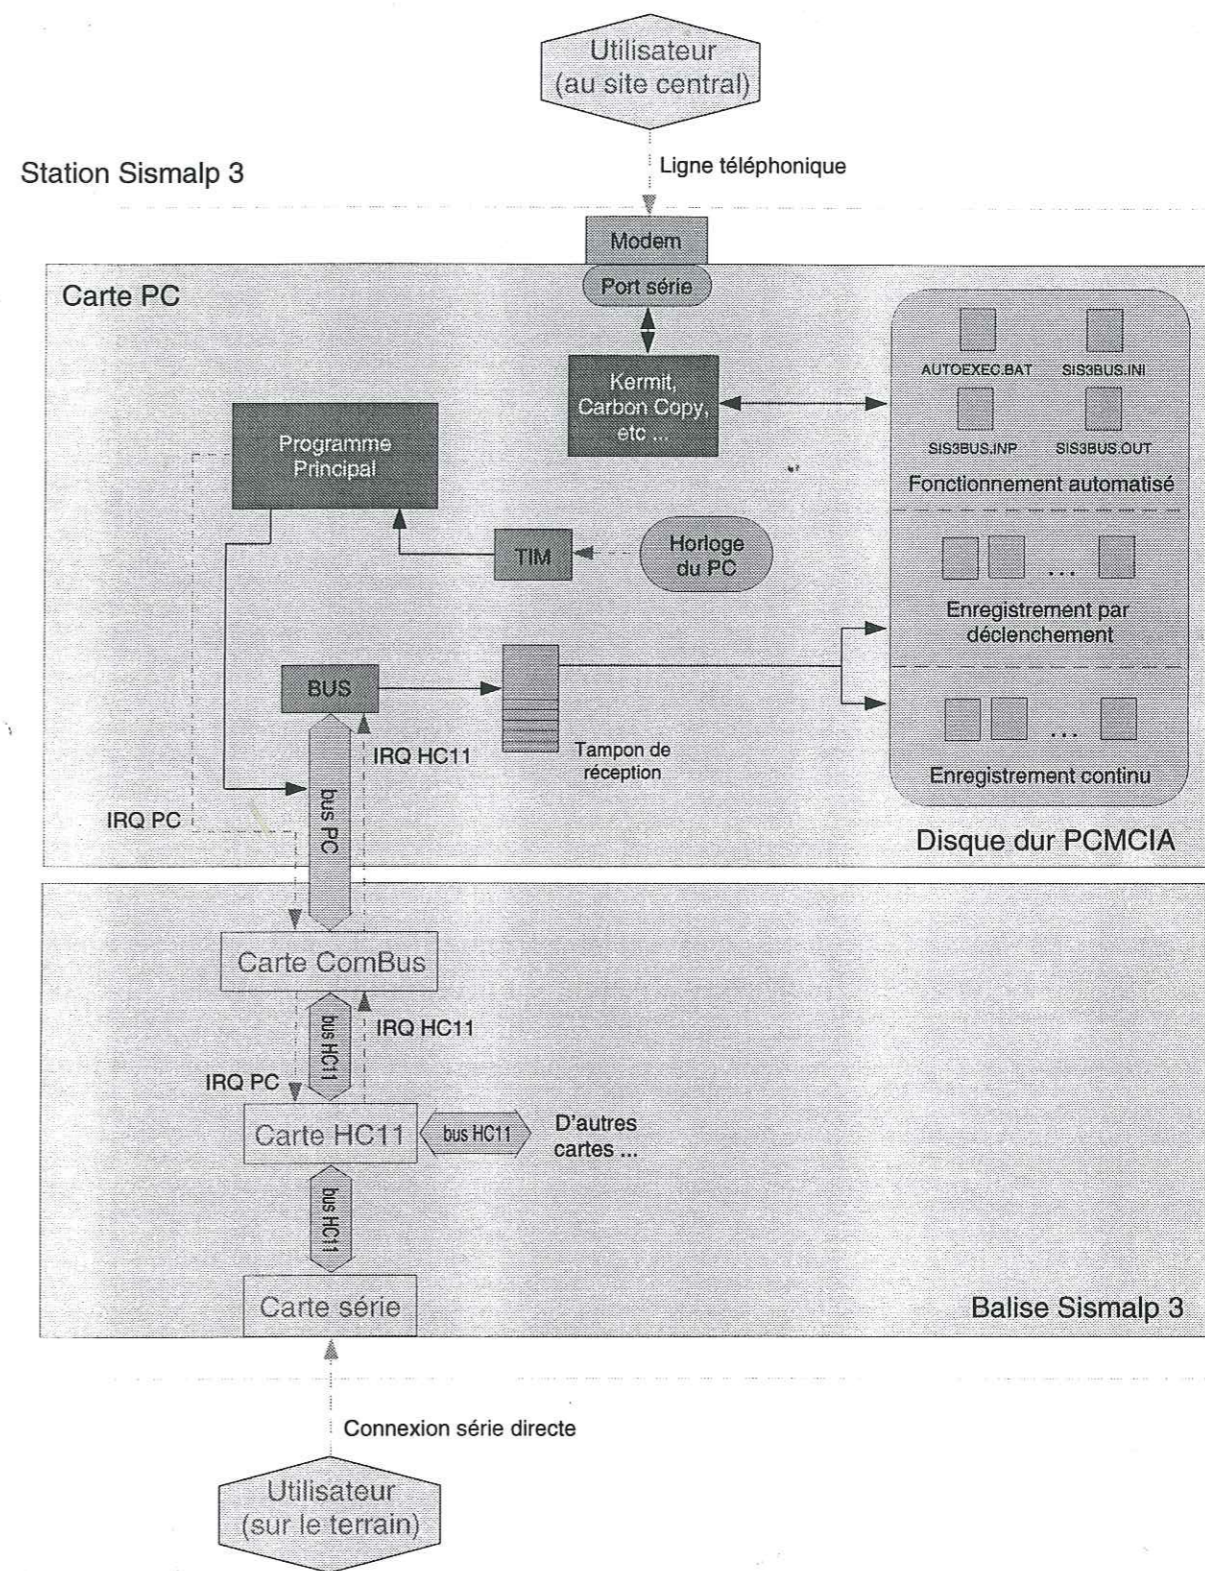 Utilisateur
(au site central)
Ligne téléphonique
Station Sismalp 3
Modem
Port série
Carte PC
Kermit,
Carbon Copy,
etc ...
AUTOEXEC.BAT
SIS3BUS.INI
SIS3BUS.INP
SIS3BUS.OUT
Fonctionnement automatisé
Programme
Principal
TIM
Horloge
du PC
...
Enregistrement par
déclenchement
BUS
IRQ HC11
Tampon de
réception
...
Enregistrement continu
bus PC
IRQ PC
Disque dur PCMCIA
Carte ComBus
bus HC11
IRQ HC11
IRQ PC
Carte HC11
bus HC11
D'autres
cartes ...
bus HC11
Carte série
Balise Sismalp 3
Connexion série directe
Utilisateur
(sur le terrain)